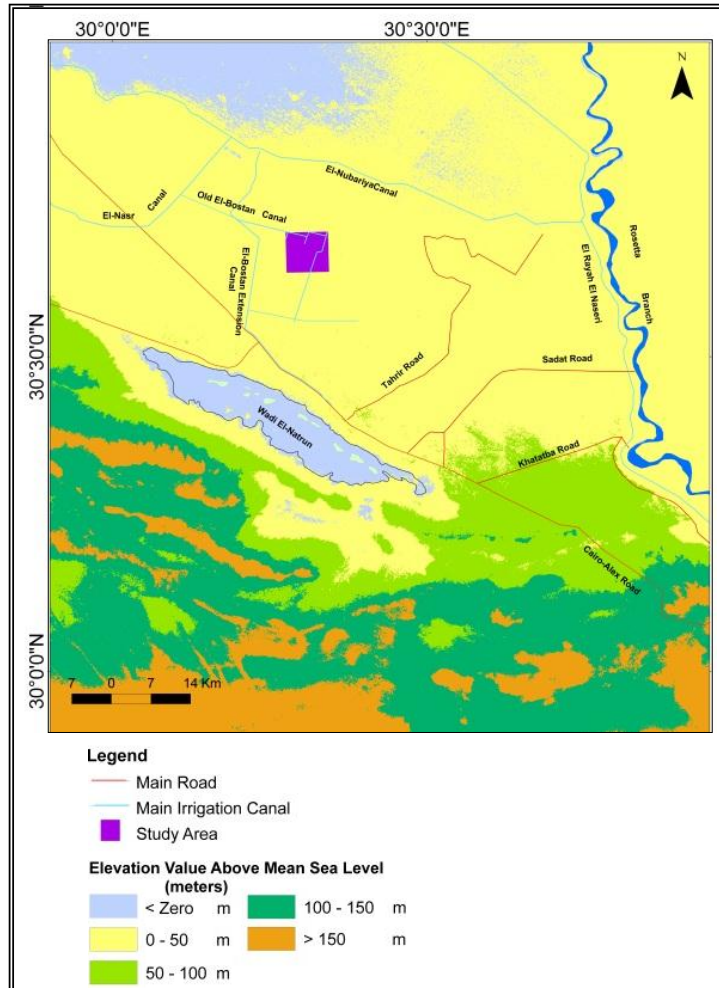 30°0'0"E
30°30'0"E
N
El-NubariyaCanal
El-Nasr
Canal
Old El-Bostan Canal
El-Bostan Extension
Canal
El Rayah El Naseri
Rosetta
Branch
30°30'0"N
Tahrir Road
Sadat Road
Wadi El-Natrun
Khatatba Road
Cairo-Alex Road
30°0'0"N
7 0 7 14 Km
Legend
Main Road
Main Irrigation Canal
Study Area
Elevation Value Above Mean Sea Level
(meters)
< Zero m
100 - 150 m
0 - 50 m
> 150 m
50 - 100 m